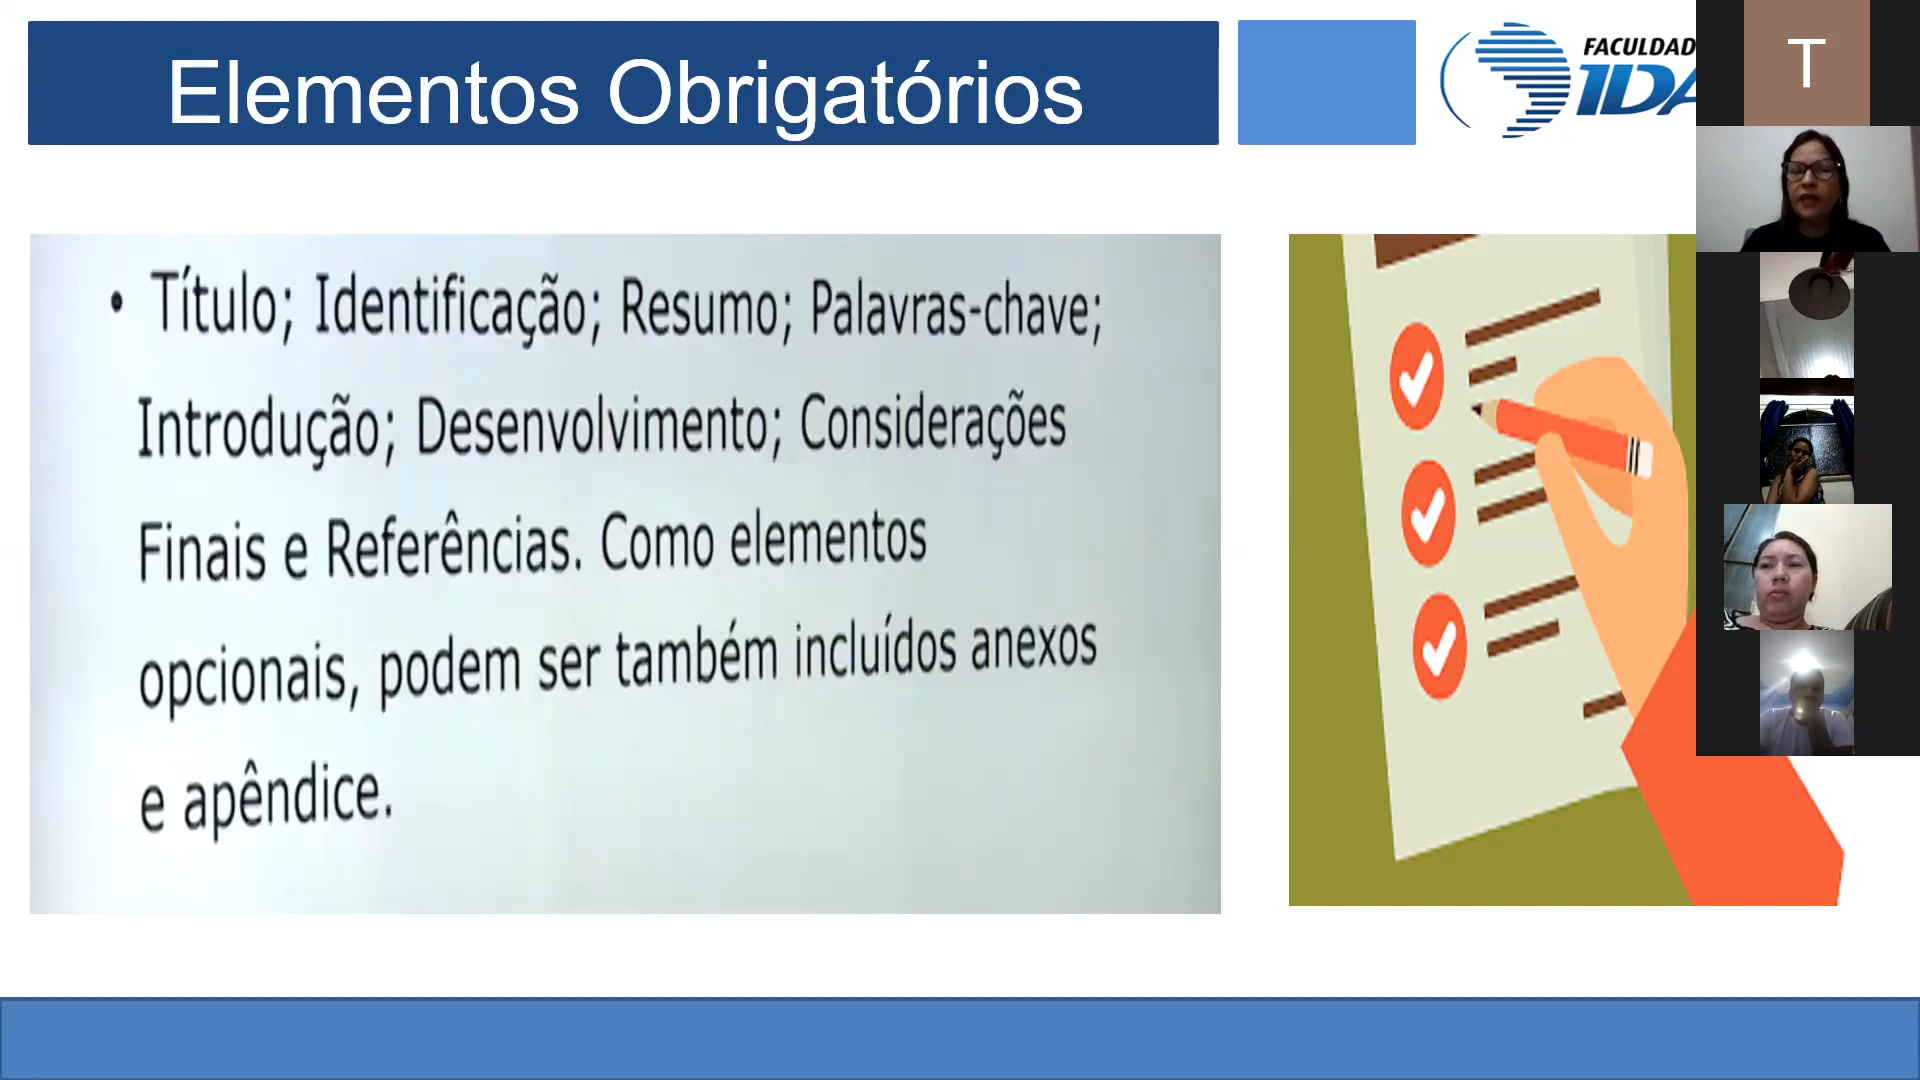 Elementos Obrigatórios
FACULDAD
IDA
T
• Título; Identificação; Resumo; Palavras-chave;
Introdução; Desenvolvimento; Considerações
Finais e Referências. Como elementos
opcionais, podem ser também incluídos anexos
e apêndice.